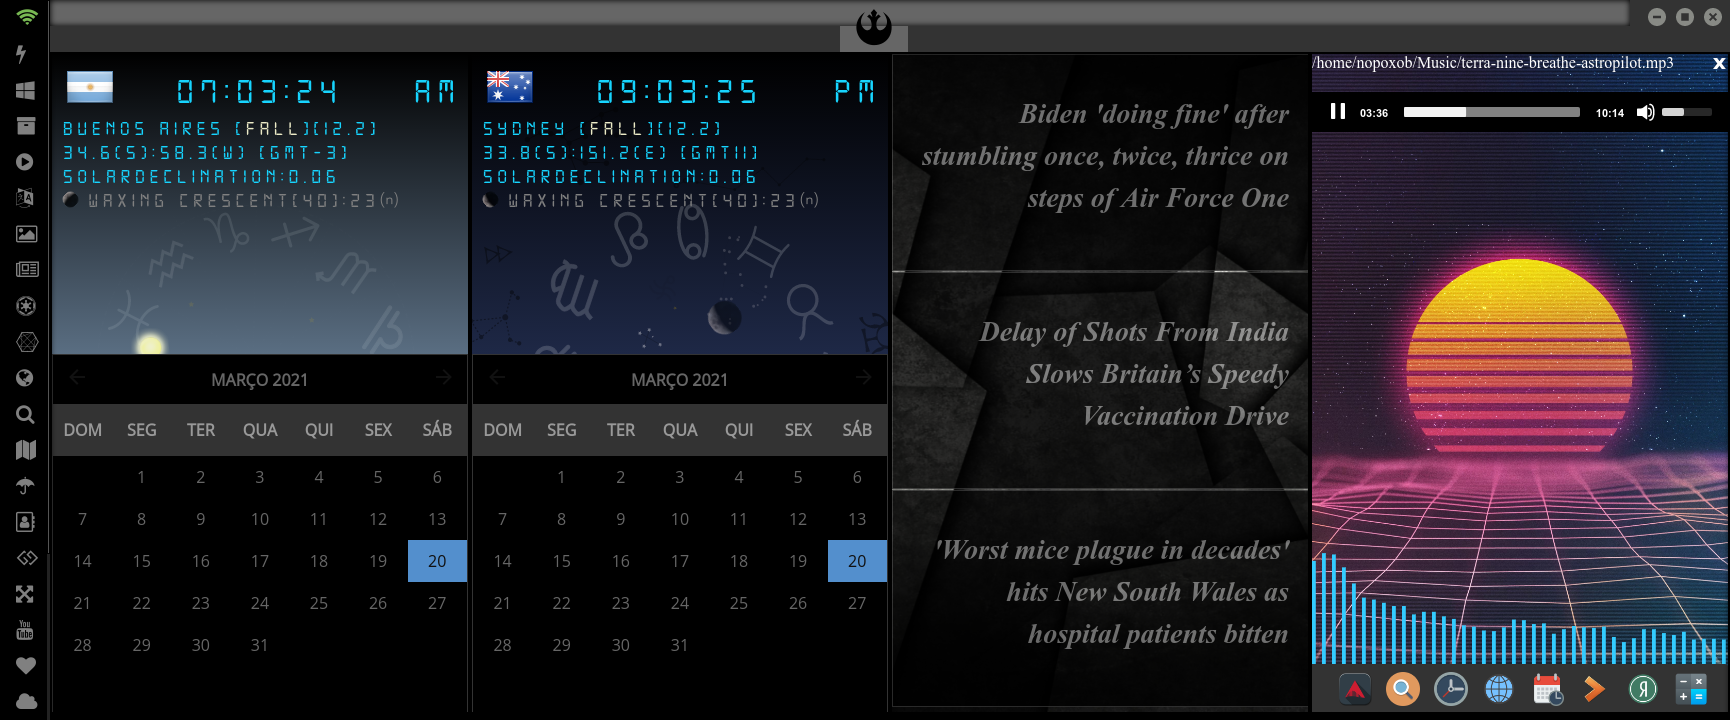 07:03:24 AM
BUENOS AIRES (FALL)(12.2)
34.6(S):58.3(W) (GMT-3)
SOLARDECLINATION:0.06
WAXING CRESCENT(40):23(n)
MARÇO 2021
DOM SEG TER QUA QUI SEX SÁB
1 2 3 4 5 6
7 8 9 10 11 12 13
14 15 16 17 18 19 20
21 22 23 24 25 26 27
28 29 30 31
09:03:25 PM
SYDNEY (FALL)(12.2)
33.8(S):151.2(E) (GMT11)
SOLARDECLINATION:0.06
WAXING CRESCENT(40):23(n)
MARÇO 2021
DOM SEG TER QUA QUI SEX SÁB
1 2 3 4 5 6
7 8 9 10 11 12 13
14 15 16 17 18 19 20
21 22 23 24 25 26 27
28 29 30 31
Biden 'doing fine' after
stumbling once, twice, thrice on
steps of Air Force One
Delay of Shots From India
Slows Britain’s Speedy
Vaccination Drive
'Worst mice plague in decades'
hits New South Wales as
hospital patients bitten
/home/nopoxob/Music/terra-nine-breathe-astropilot.mp3 x
03:36 10:14
You
Tube
Я